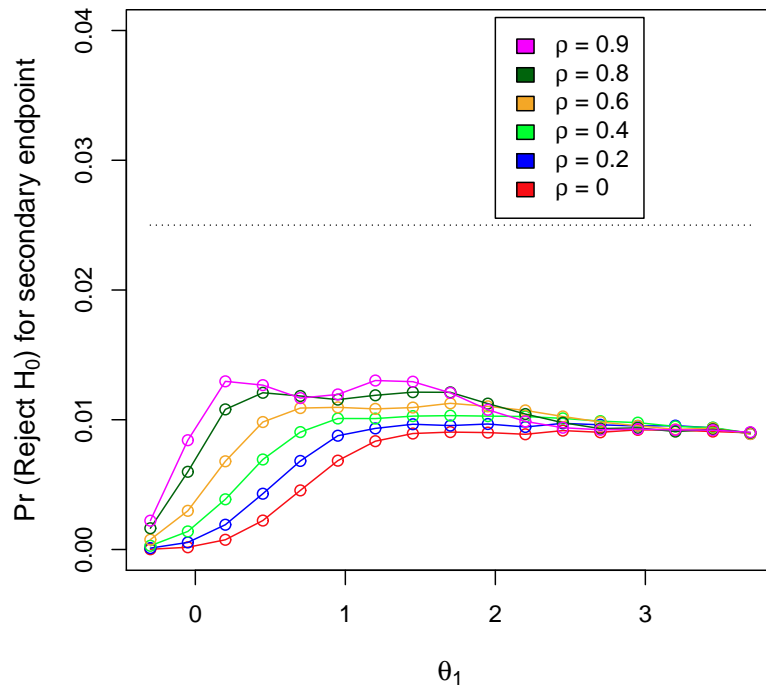 ρ = 0.9
ρ = 0.8
ρ = 0.6
ρ = 0.4
ρ = 0.2
ρ = 0
Pr (Reject H₀) for secondary endpoint
0.04
0.03
0.02
0.01
0.00
0 1 2 3
θ₁